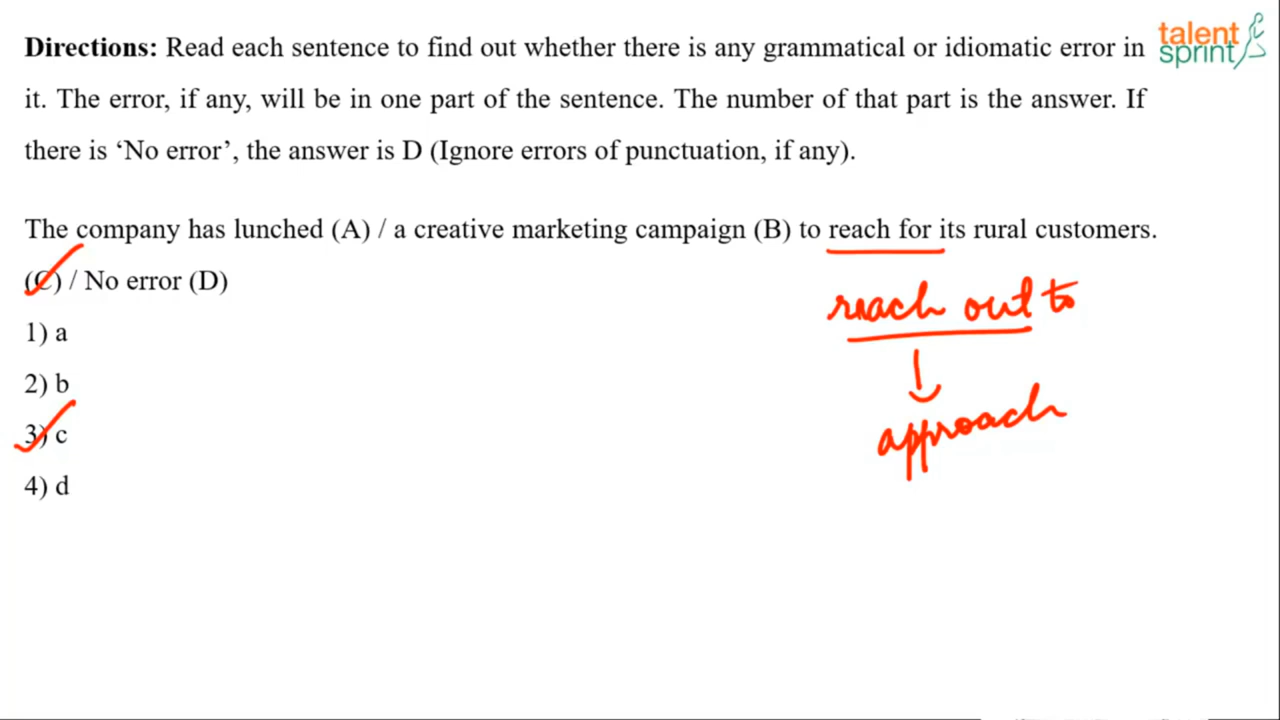 talent
sprint
Directions: Read each sentence to find out whether there is any grammatical or idiomatic error in
it. The error, if any, will be in one part of the sentence. The number of that part is the answer. If
there is ‘No error’, the answer is D (Ignore errors of punctuation, if any).
The company has lunched (A) / a creative marketing campaign (B) to reach for its rural customers.
(C) / No error (D)
reach out to
1) a
2) b
approach
3) c
4) d